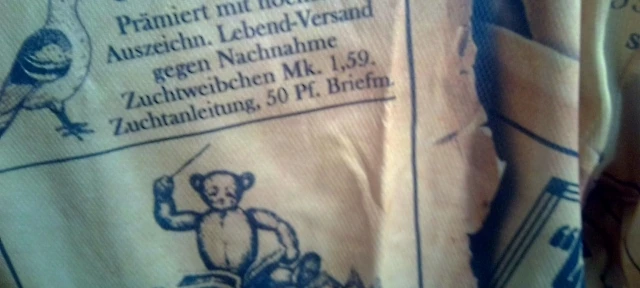 Prämiert mit
Auszeichn. Lebend-Versand
gegen Nachnahme
Zuchtweibchen Mk. 1,59.
Zuchtanleitung, 50 Pf. Briefm.